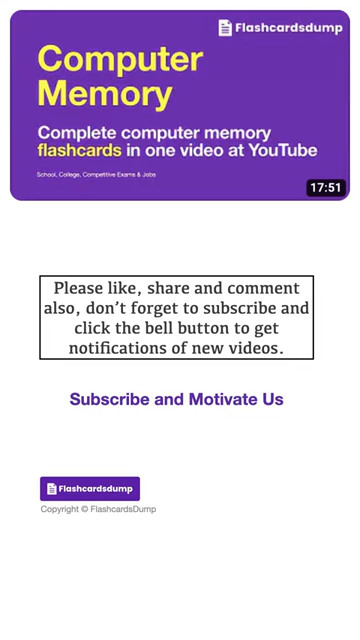 Flashcardsdump
Computer
Memory
Complete computer memory
flashcards in one video at YouTube
School, College, Competitive Exams & Jobs
17:51
Please like, share and comment
also, don’t forget to subscribe and
click the bell button to get
notifications of new videos.
Subscribe and Motivate Us
Flashcardsdump
Copyright © FlashcardsDump